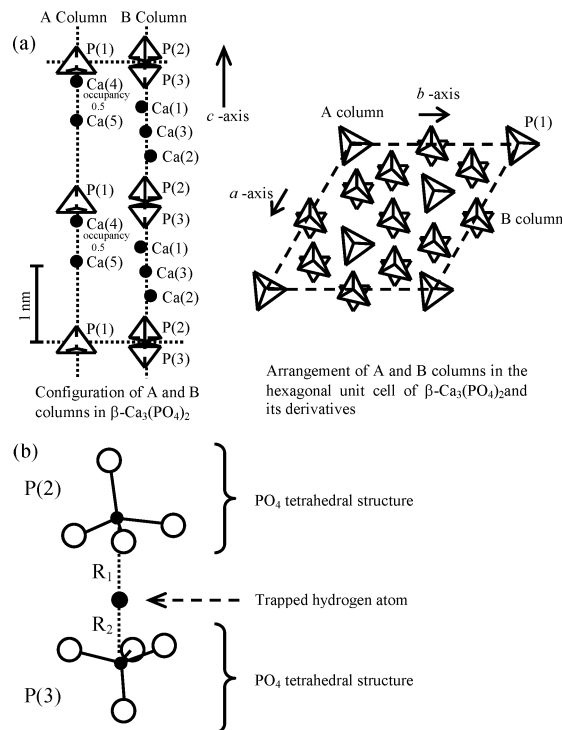 A Column B Column
(a)
P(1)
P(2)
P(3)
Ca(4)
occupancy
0.5
Ca(5)
Ca(1)
Ca(3)
Ca(2)
P(1)
P(2)
P(3)
Ca(4)
occupancy
0.5
Ca(5)
Ca(1)
Ca(3)
Ca(2)
P(1)
P(2)
P(3)
1 nm
c -axis
Configuration of A and B
columns in β-Ca₃(PO₄)₂
A column
b -axis
P(1)
a -axis
B column
Arrangement of A and B columns in the
hexagonal unit cell of β-Ca₃(PO₄)₂and
its derivatives
(b)
P(2)
PO₄ tetrahedral structure
R₁
Trapped hydrogen atom
R₂
PO₄ tetrahedral structure
P(3)